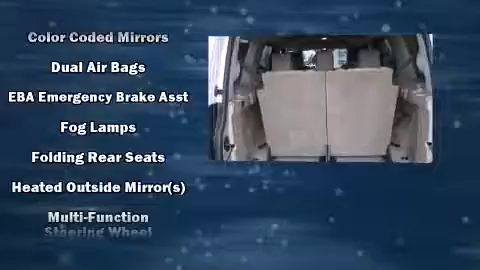 Color Coded Mirrors
Dual Air Bags
EBA Emergency Brake Asst
Fog Lamps
Folding Rear Seats
Heated Outside Mirror(s)
Multi-Function
Steering Wheel